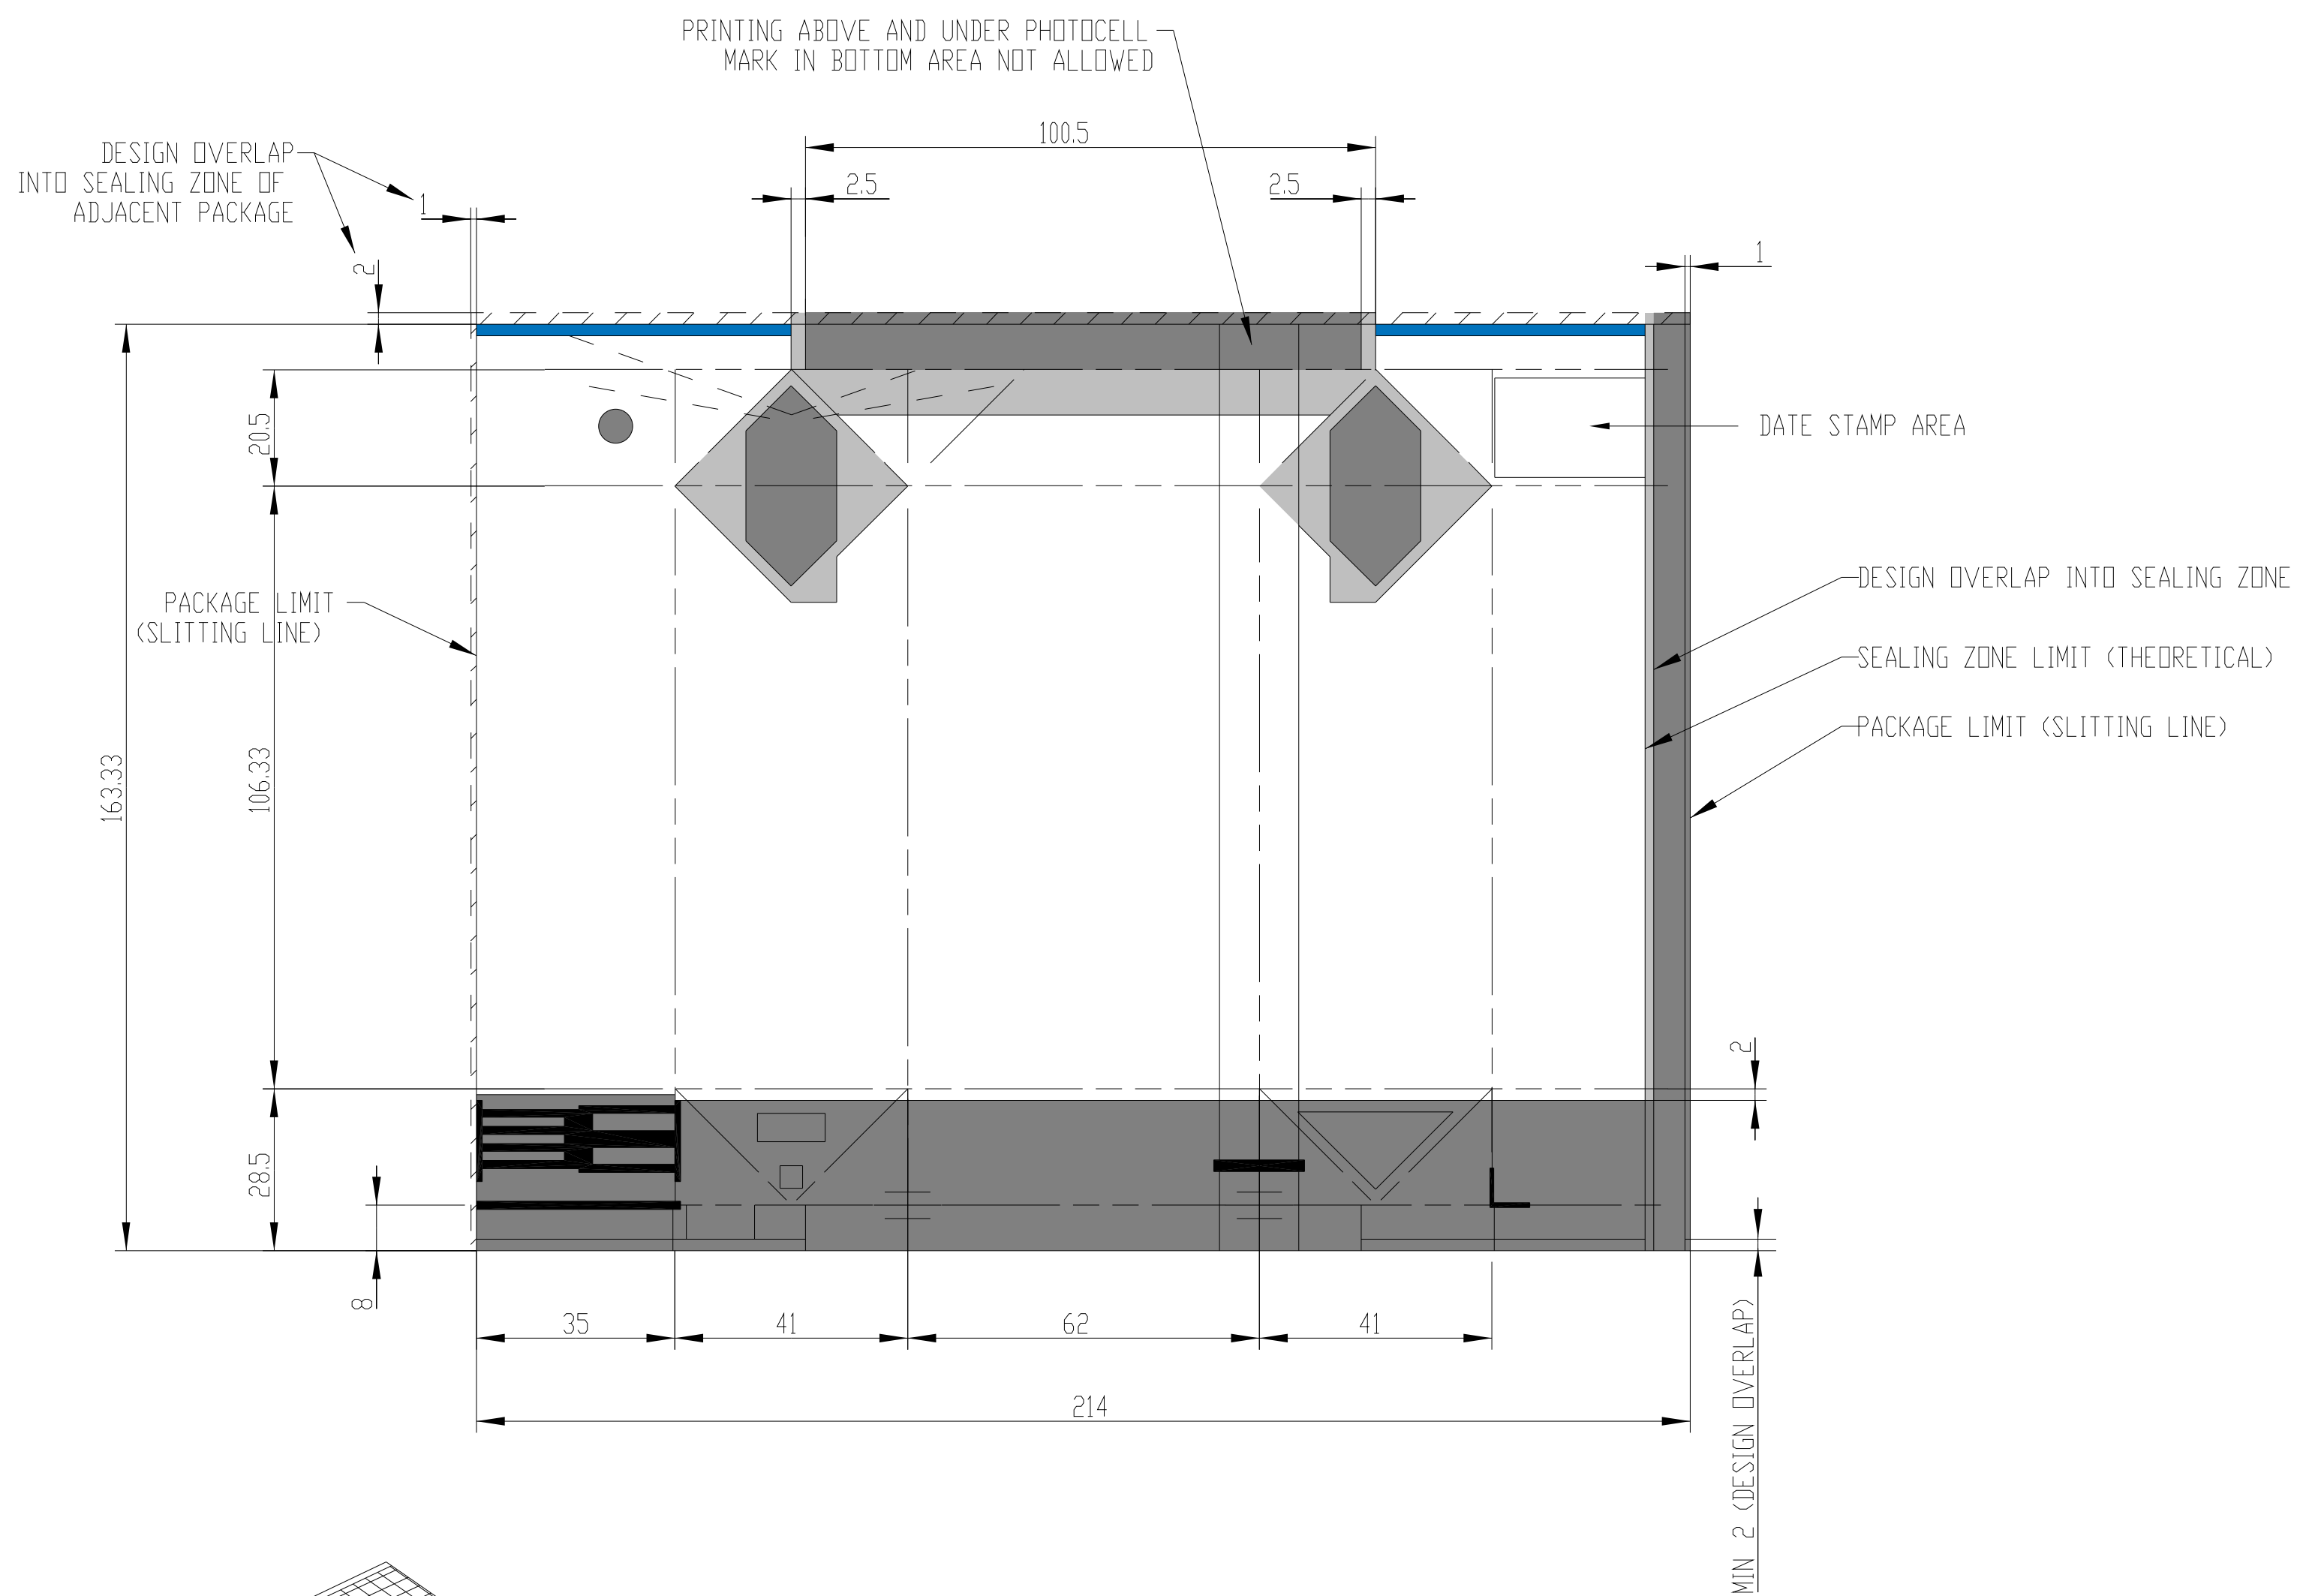 PRINTING ABOVE AND UNDER PHOTOCELL
MARK IN BOTTOM AREA NOT ALLOWED
100.5
DESIGN OVERLAP
INTO SEALING ZONE OF
ADJACENT PACKAGE
1
2.5
2.5
2
1
20.5
DATE STAMP AREA
DESIGN OVERLAP INTO SEALING ZONE
PACKAGE LIMIT
(SLITTING LINE)
SEALING ZONE LIMIT (THEORETICAL)
PACKAGE LIMIT (SLITTING LINE)
163.33
106.33
2
28.5
8
35
41
62
41
214
MIN 2 (DESIGN OVERLAP)